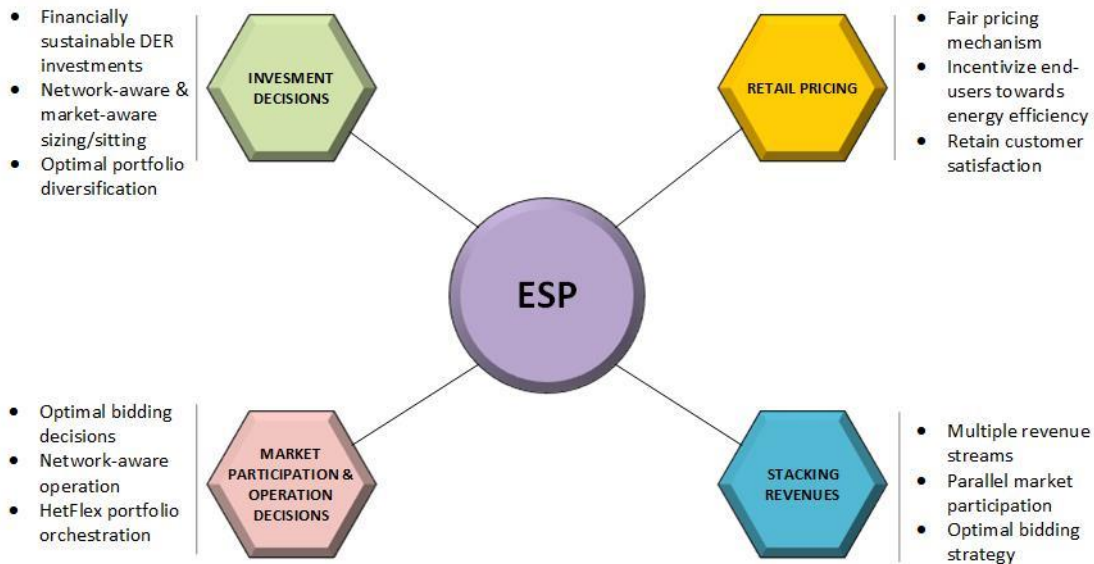 • Financially
sustainable DER
investments
• Network-aware &
market-aware
sizing/sitting
• Optimal portfolio
diversification
INVESMENT
DECISIONS
RETAIL PRICING
• Fair pricing
mechanism
• Incentivize end-
users towards
energy efficiency
• Retain customer
satisfaction
ESP
• Optimal bidding
decisions
• Network-aware
operation
• HetFlex portfolio
orchestration
MARKET
PARTICIPATION &
OPERATION
DECISIONS
STACKING
REVENUES
• Multiple revenue
streams
• Parallel market
participation
• Optimal bidding
strategy